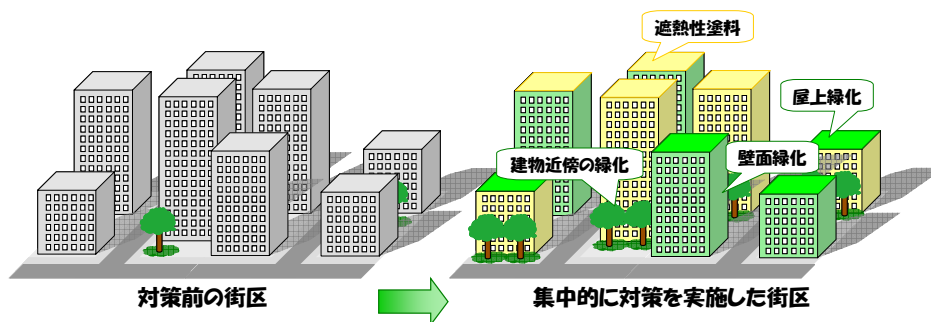 遮熱性塗料
屋上緑化
建物近傍の緑化
壁面緑化
対策前の街区
集中的に対策を実施した街区